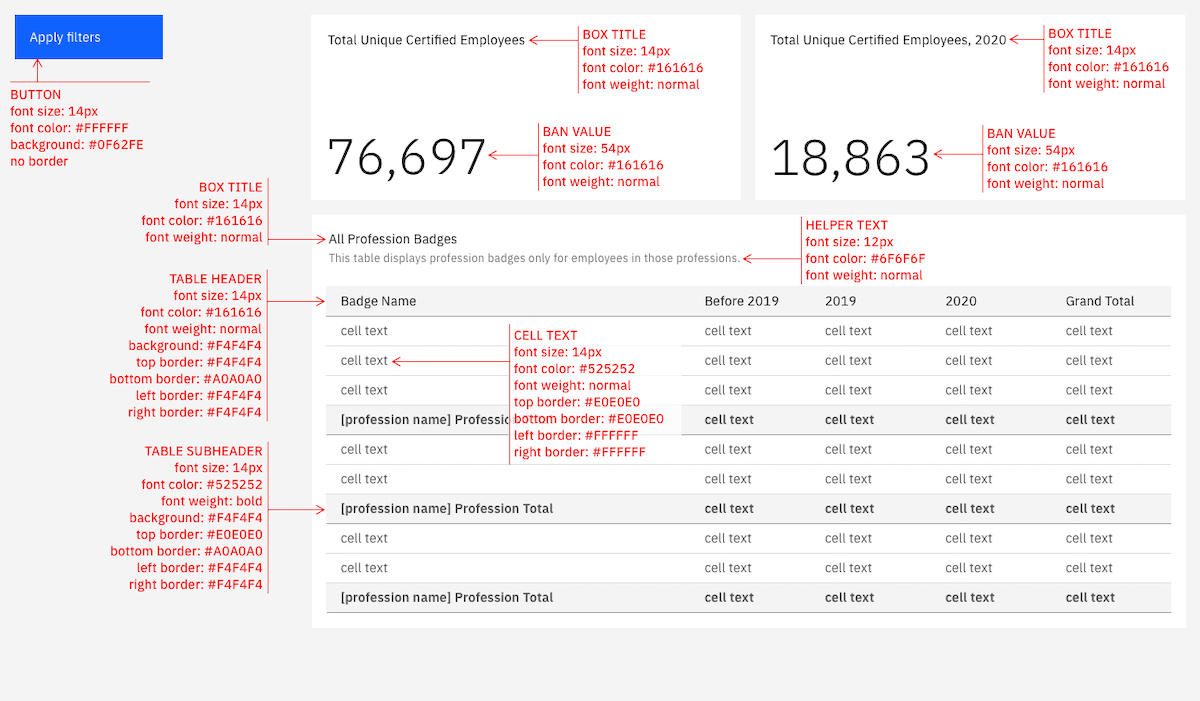 Apply filters
BUTTON
font size: 14px
font color: #FFFFFF
background: #0F62FE
no border
Total Unique Certified Employees
BOX TITLE
font size: 14px
font color: #161616
font weight: normal
76,697
BAN VALUE
font size: 54px
font color: #161616
font weight: normal
Total Unique Certified Employees, 2020
BOX TITLE
font size: 14px
font color: #161616
font weight: normal
18,863
BAN VALUE
font size: 54px
font color: #161616
font weight: normal
BOX TITLE
font size: 14px
font color: #161616
font weight: normal
All Profession Badges
This table displays profession badges only for employees in those professions.
HELPER TEXT
font size: 12px
font color: #6F6F6F
font weight: normal
TABLE HEADER
font size: 14px
font color: #161616
font weight: normal
background: #F4F4F4
top border: #F4F4F4
bottom border: #A0A0A0
left border: #F4F4F4
right border: #F4F4F4
Badge Name Before 2019 2019 2020 Grand Total
cell text cell text cell text cell text cell text
cell text cell text cell text cell text cell text
cell text cell text cell text cell text cell text
[profession name] Professio cell text cell text cell text cell text
cell text cell text cell text cell text cell text
cell text cell text cell text cell text cell text
[profession name] Profession Total cell text cell text cell text cell text
cell text cell text cell text cell text cell text
cell text cell text cell text cell text cell text
[profession name] Profession Total cell text cell text cell text cell text
CELL TEXT
font size: 14px
font color: #525252
font weight: normal
top border: #E0E0E0
bottom border: #E0E0E0
left border: #FFFFFF
right border: #FFFFFF
TABLE SUBHEADER
font size: 14px
font color: #525252
font weight: bold
background: #F4F4F4
top border: #E0E0E0
bottom border: #A0A0A0
left border: #F4F4F4
right border: #F4F4F4